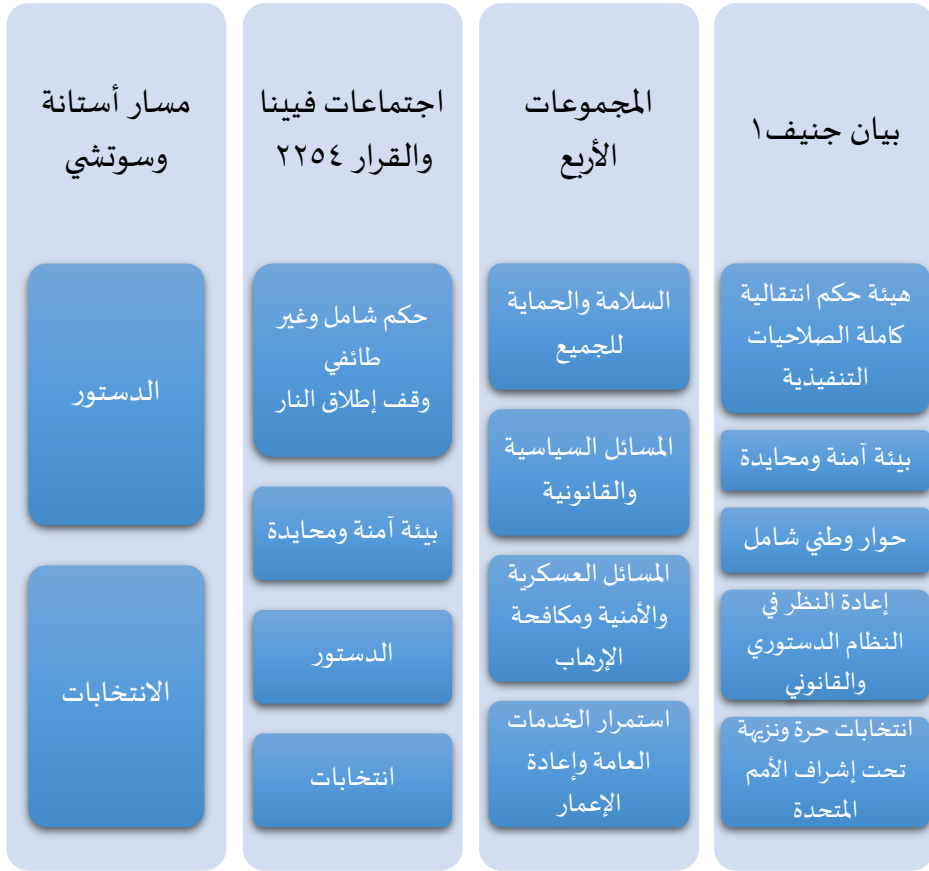 بيان جنيف١
هيئة حكم انتقالية
كاملة الصلاحيات
التنفيذية
بيئة آمنة ومحايدة
حوار وطني شامل
إعادة النظر في
النظام الدستوري
والقانوني
انتخابات حرة ونزيهة
تحت إشراف الأمم
المتحدة
المجموعات
الأربع
السلامة والحماية
للجميع
المسائل السياسية
والقانونية
المسائل العسكرية
والأمنية ومكافحة
الإرهاب
استمرار الخدمات
العامة وإعادة
الإعمار
اجتماعات فيينا
والقرار ٢٢٥٤
حكم شامل وغير
طائفي
وقف إطلاق النار
بيئة آمنة ومحايدة
الدستور
انتخابات
مسار أستانة
وسوتشي
الدستور
الانتخابات